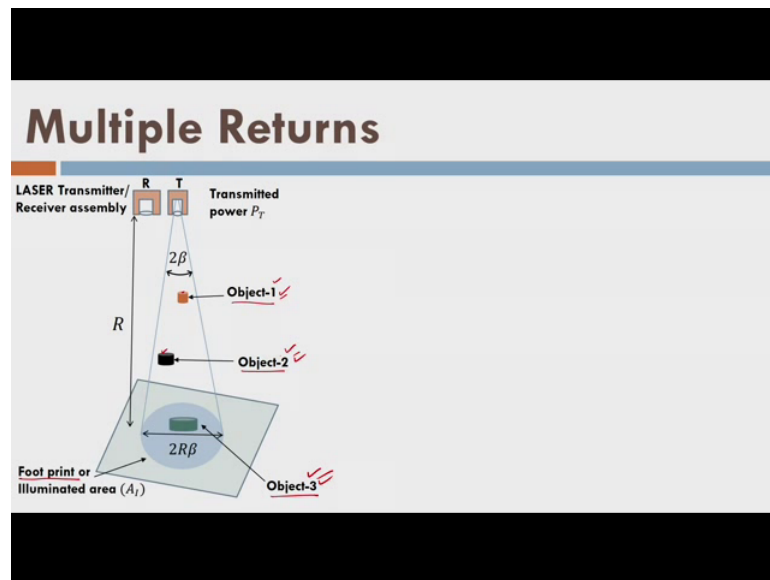 Multiple Returns
LASER Transmitter/
Receiver assembly
R T
Transmitted
power P_T
2β
Object-1
R
Object-2
2Rβ
Foot print or
Illuminated area (A_I)
Object-3